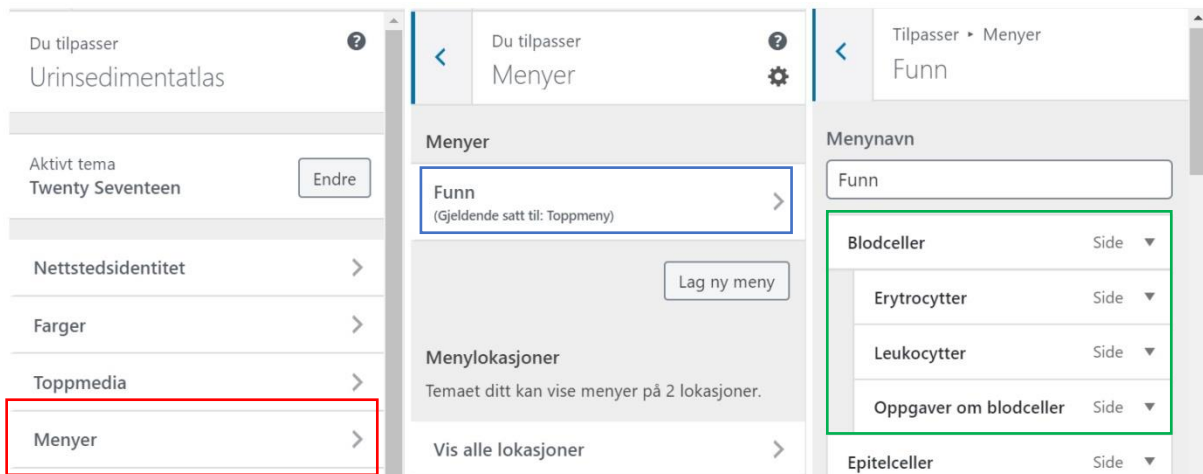 Du tilpasser
Urinsedimentatlas
Aktivt tema
Twenty Seventeen
Endre
Nettstedsidentitet
Farger
Toppmedia
Menyer
Du tilpasser
Menyer
Menyer
Funn
(Gjeldende satt til: Toppmeny)
Lag ny meny
Menylokasjoner
Temaet ditt kan vise menyer på 2 lokasjoner.
Vis alle lokasjoner
Tilpasser ▸ Menyer
Funn
Menynavn
Funn
Blodceller Side ▼
Erytrocytter Side ▼
Leukocytter Side ▼
Oppgaver om blodceller Side ▼
Epitelceller Side ▼